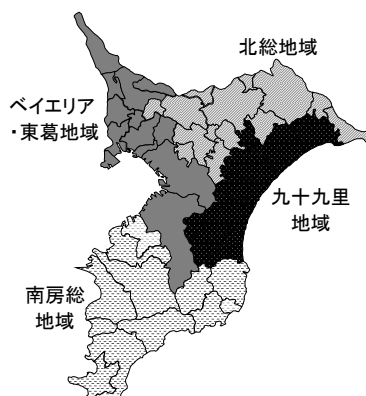 北総地域
ベイエリア
・東葛地域
九十九里
地域
南房総
地域